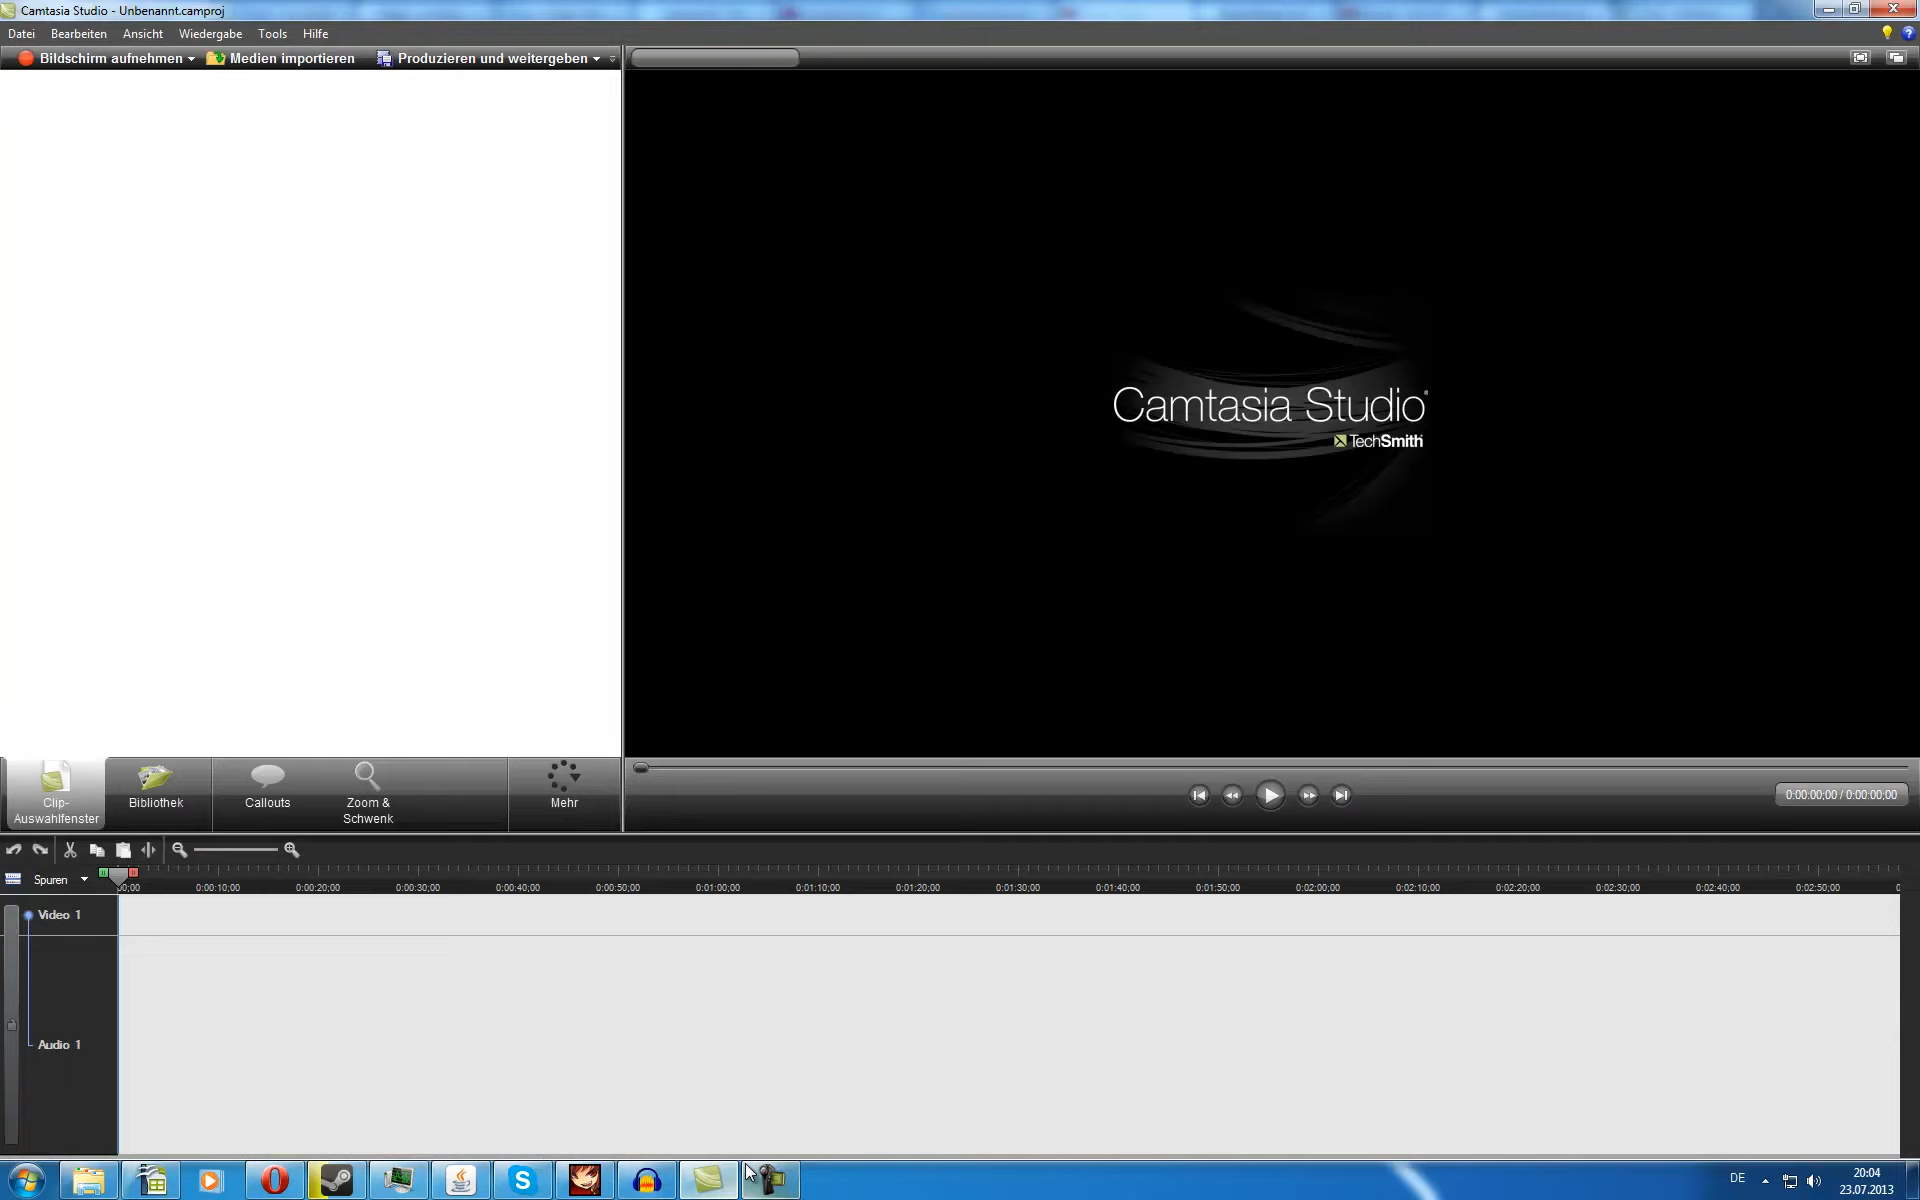 Camtasia Studio - Unbenannt.camproj
Datei Bearbeiten Ansicht Wiedergabe Tools Hilfe
Bildschirm aufnehmen Medien importieren Produzieren und weitergeben
Camtasia Studio
TechSmith
Clip-
Auswahlfenster
Bibliothek
Callouts
Zoom &
Schwenk
Mehr
0:00:00;00 / 0:00:00;00
Spuren
00;00 0:00:10;00 0:00:20;00 0:00:30;00 0:00:40;00 0:00:50;00 0:01:00;00 0:01:10;00 0:01:20;00 0:01:30;00 0:01:40;00 0:01:50;00 0:02:00;00 0:02:10;00 0:02:20;00 0:02:30;00 0:02:40;00 0:02:50;00
Video 1
Audio 1
DE
20:04
23.07.2013